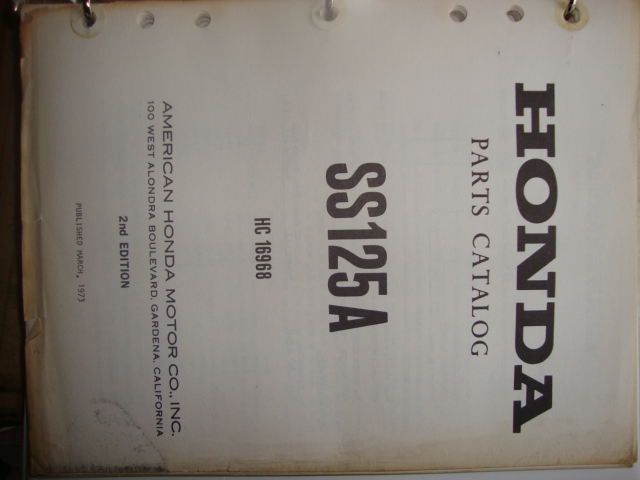 HONDA
PARTS CATALOG
SS125A
HC 16968
AMERICAN HONDA MOTOR CO., INC.
100 WEST ALONDRA BOULEVARD, GARDENA, CALIFORNIA
2nd EDITION
PUBLISHED MARCH, 1973